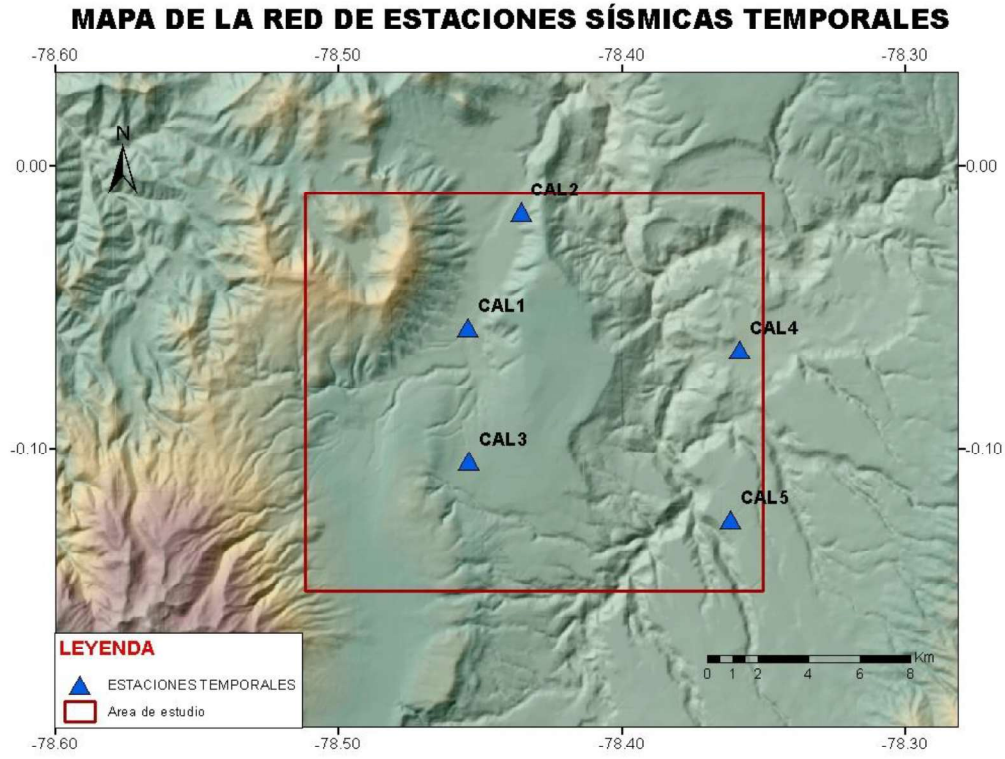 MAPA DE LA RED DE ESTACIONES SÍSMICAS TEMPORALES
-78.60 -78.50 -78.40 -78.30
N
0.00 0.00
CAL2
CAL1
CAL4
CAL3
-0.10 -0.10
CAL5
LEYENDA
ESTACIONES TEMPORALES
Area de estudio
Km
0 1 2 4 6 8
-78.60 -78.50 -78.40 -78.30